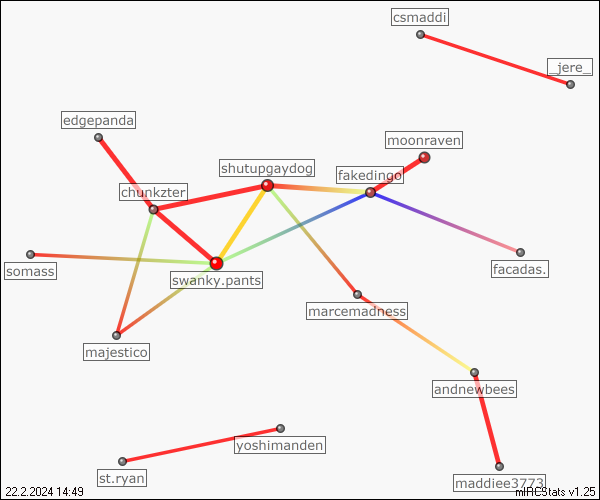 csmaddi
_jere_
edgepanda
moonraven
shutupgaydog
fakedingo
chunkzter
somass
facadas.
swanky.pants
marcemadness
majestico
andnewbees
yoshimanden
st.ryan
maddiee3773
22.2.2024 14:49
mIRCStats v1.25